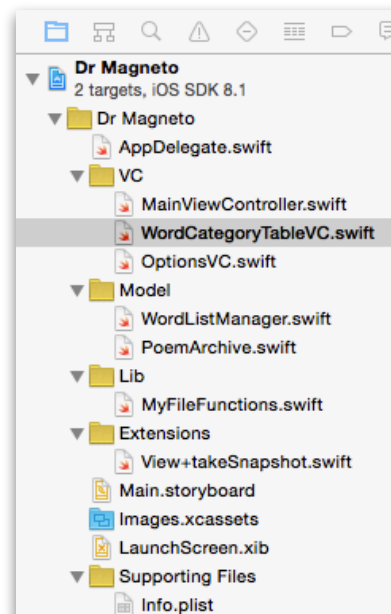 Dr Magneto
2 targets, iOS SDK 8.1
Dr Magneto
AppDelegate.swift
VC
MainViewController.swift
WordCategoryTableVC.swift
OptionsVC.swift
Model
WordListManager.swift
PoemArchive.swift
Lib
MyFileFunctions.swift
Extensions
View+takeSnapshot.swift
Main.storyboard
Images.xcassets
LaunchScreen.xib
Supporting Files
Info.plist